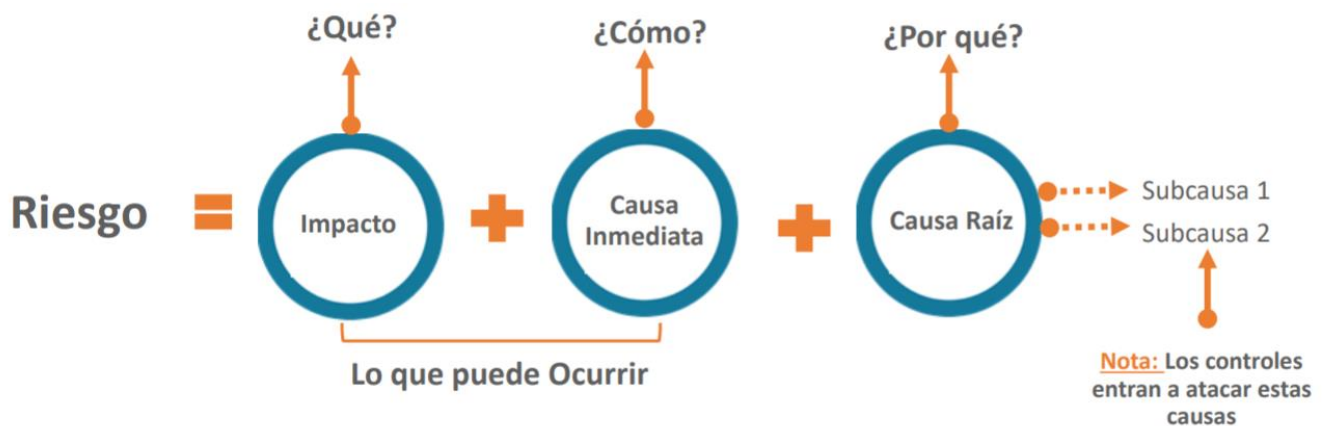 ¿Qué?
¿Cómo?
¿Por qué?
Riesgo
Impacto
Causa
Inmediata
Causa Raíz
Subcausa 1
Subcausa 2
Lo que puede Ocurrir
Nota: Los controles
entran a atacar estas
causas